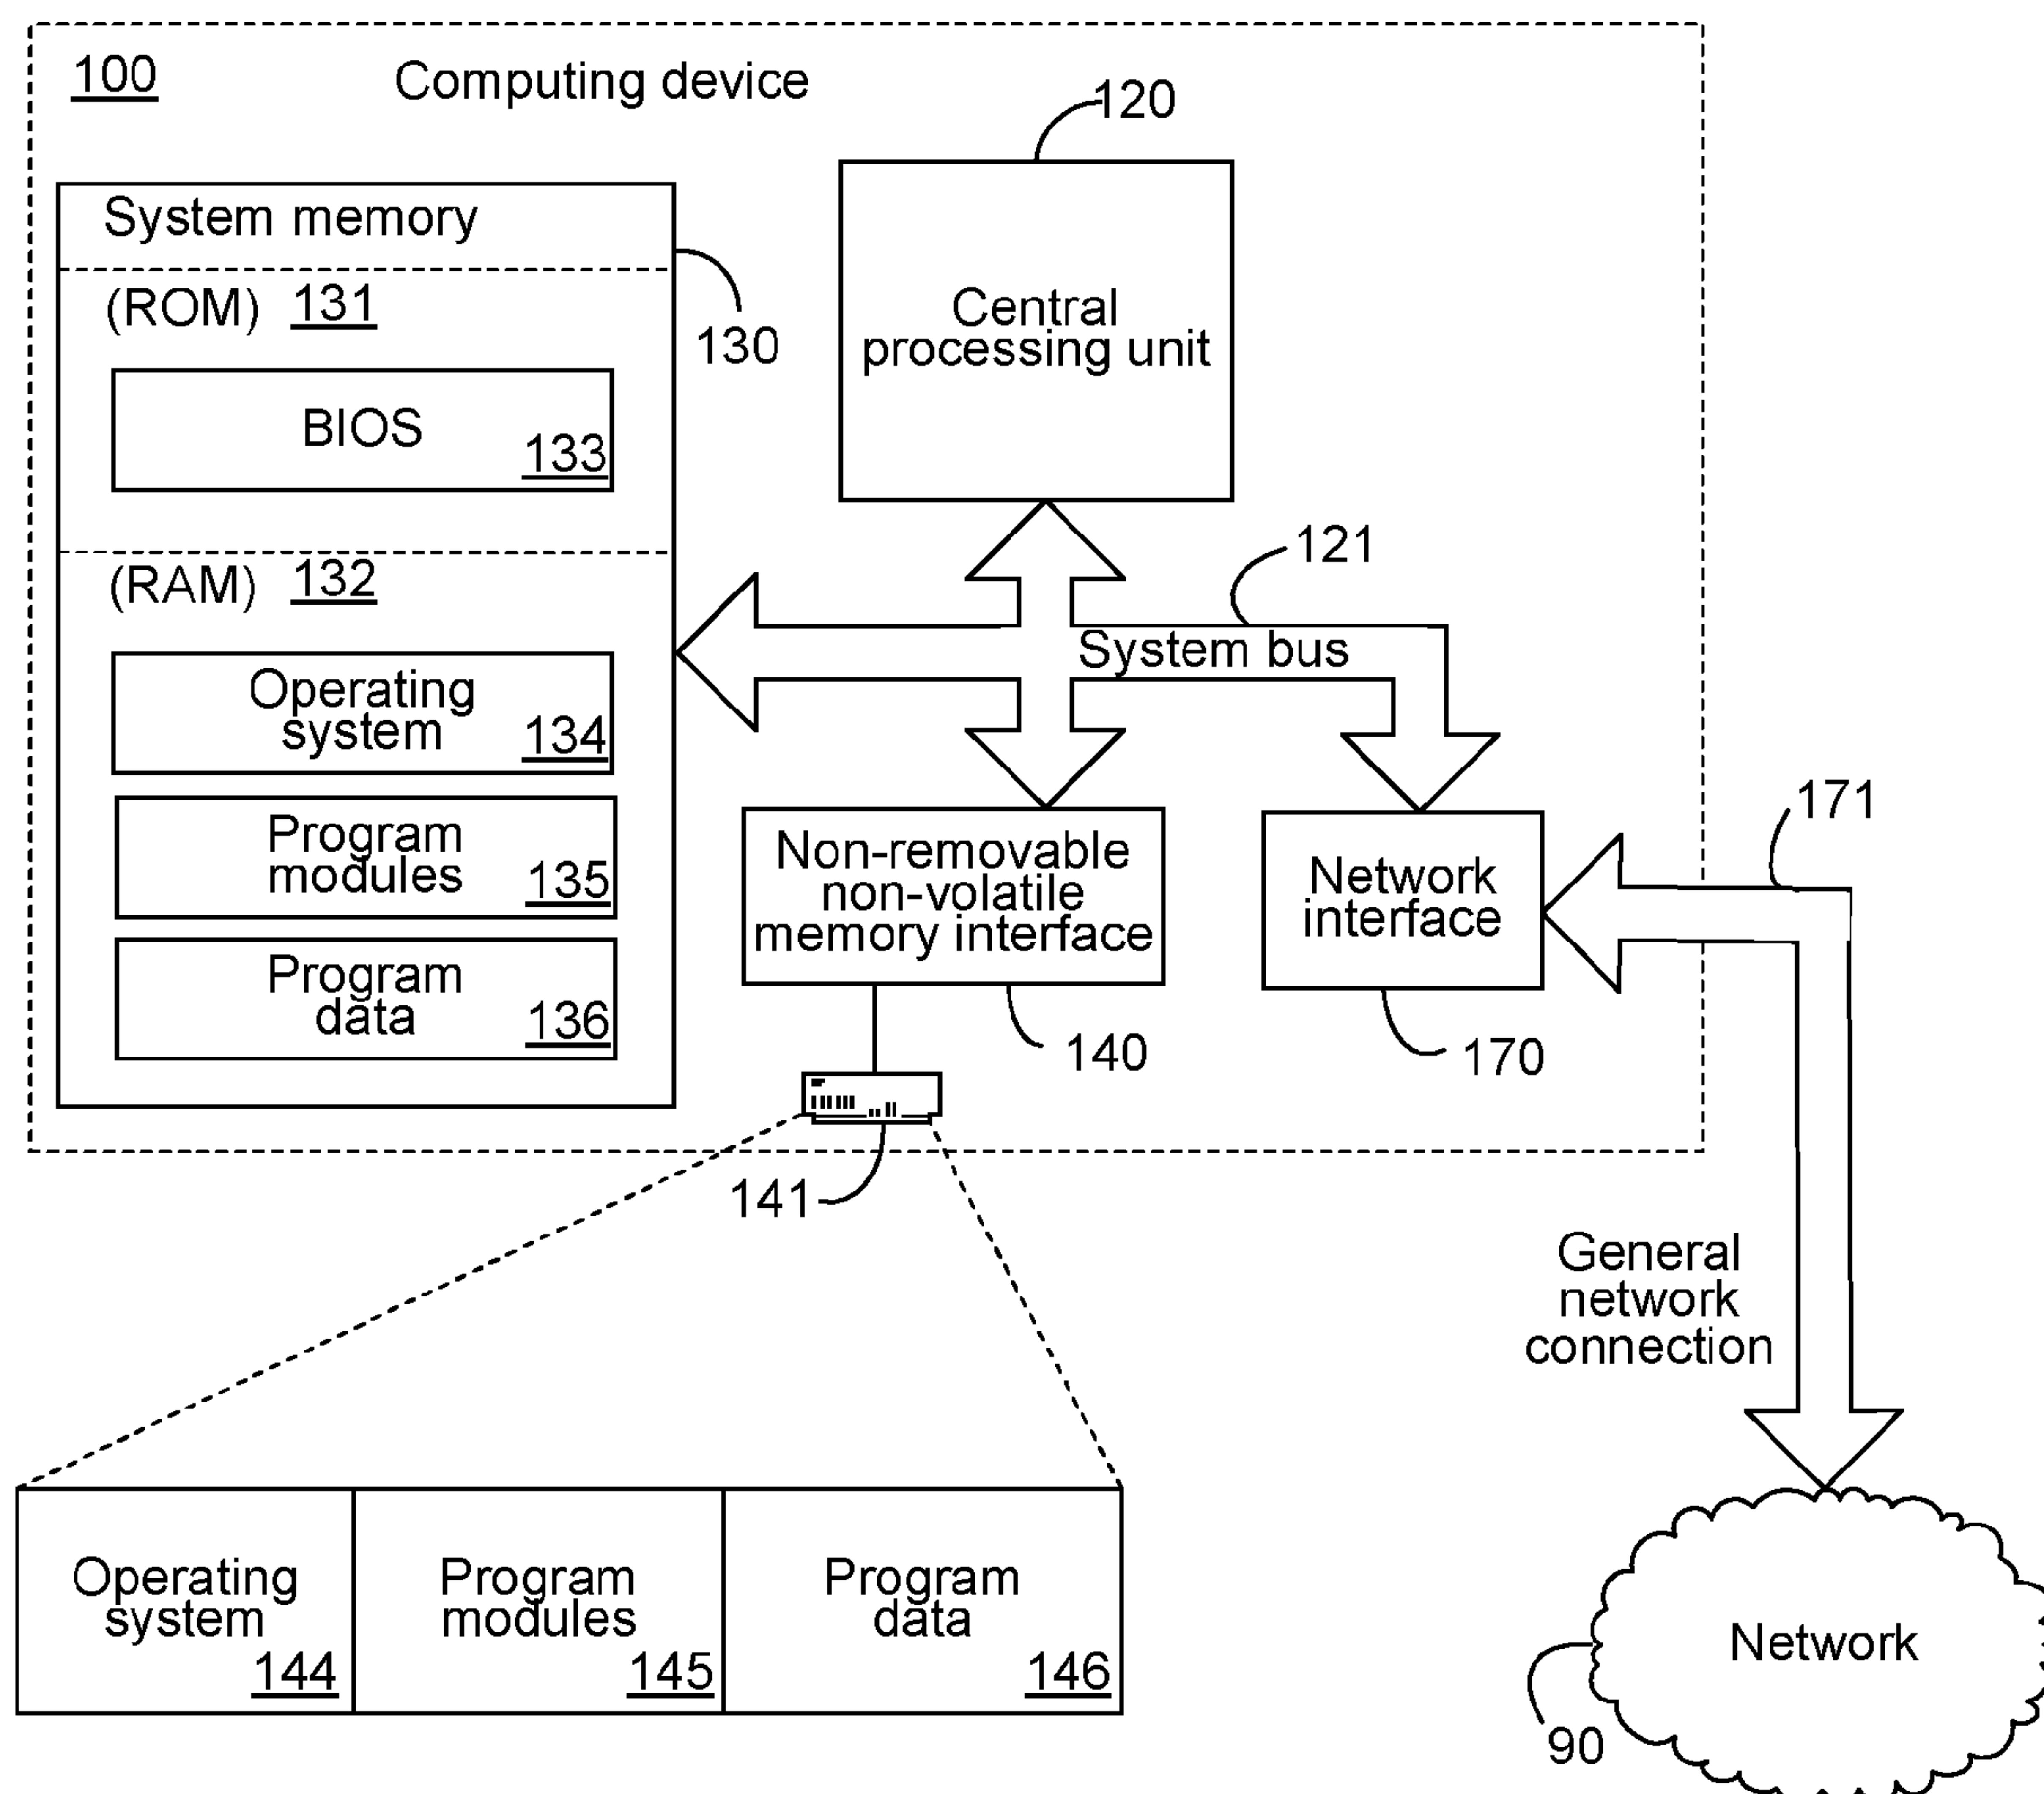 100
Computing device
120
System memory
(ROM) 131
130
BIOS
133
Central
processing unit
121
(RAM) 132
System bus
Operating
system
134
Program
modules
135
Program
data
136
Non-removable
non-volatile
memory interface
Network
interface
171
140
170
141
General
network
connection
Operating
system
144
Program
modules
145
Program
data
146
Network
90